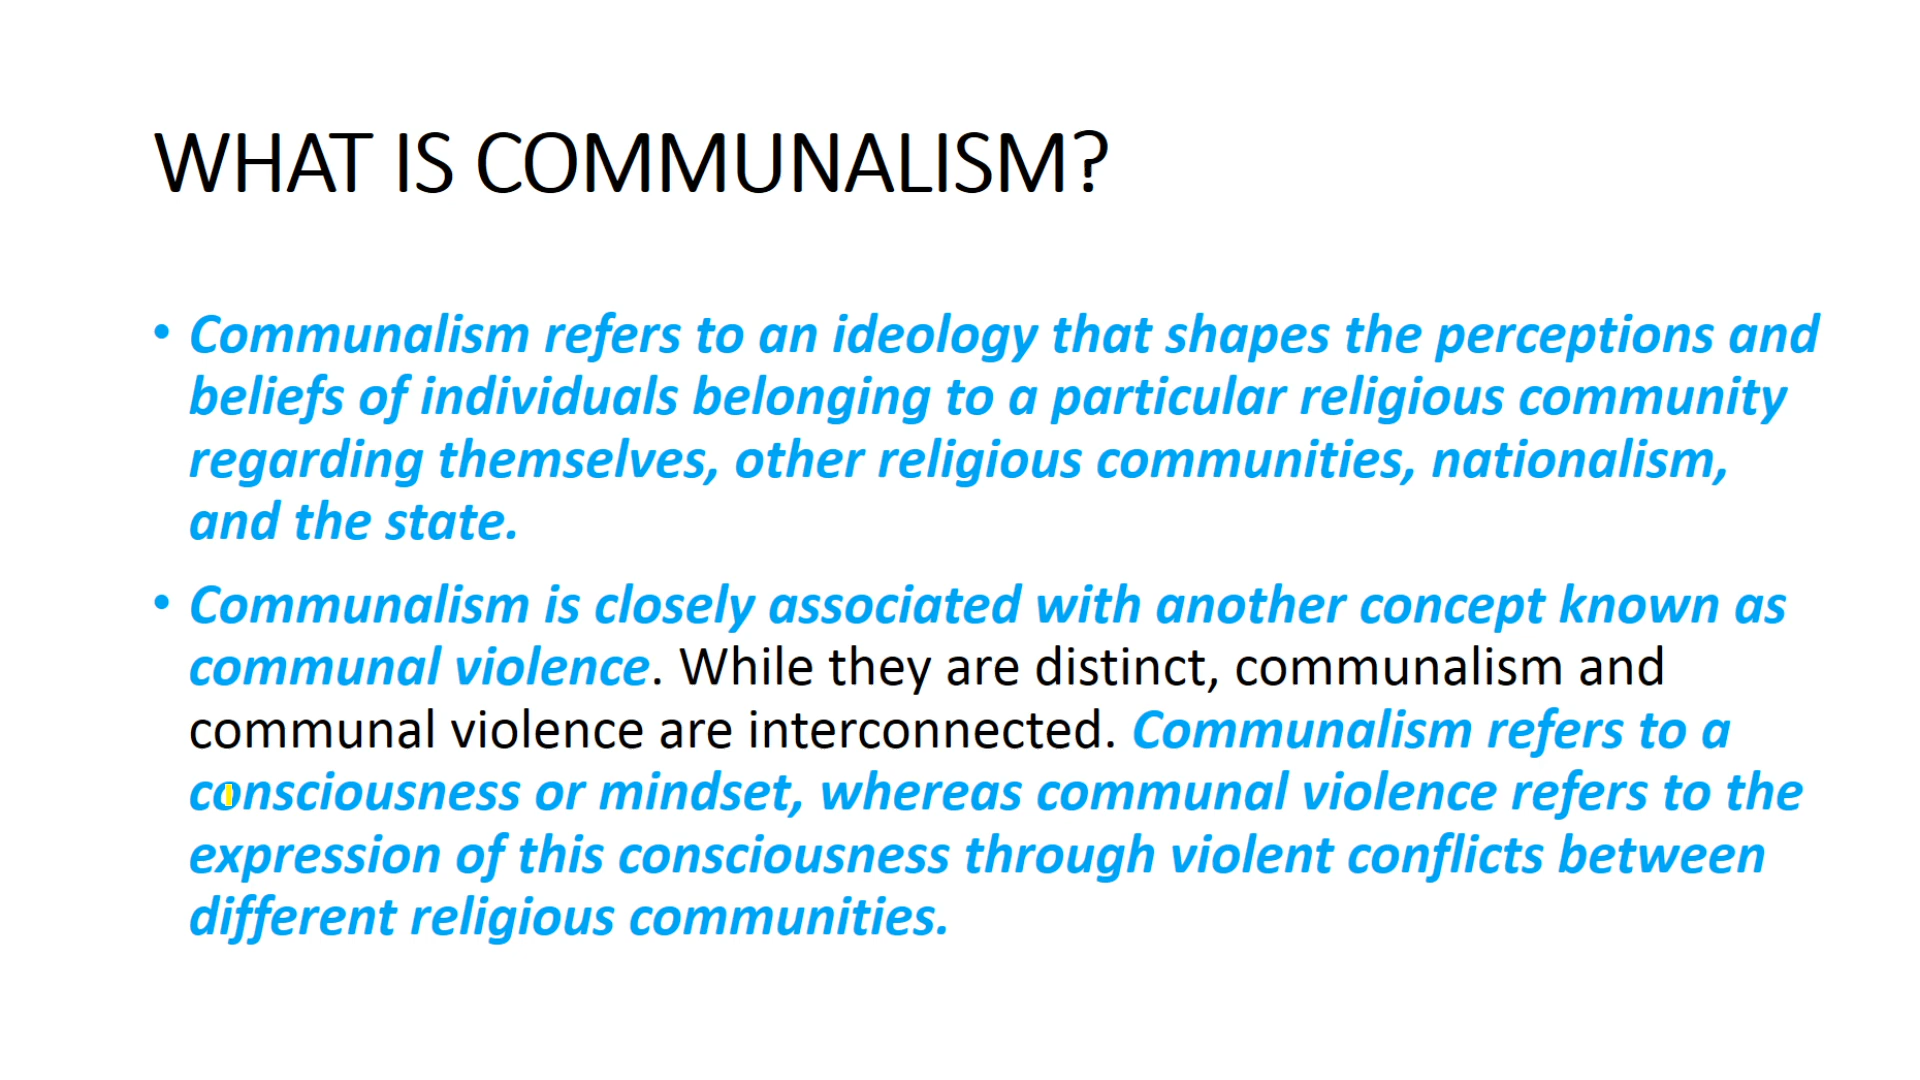 WHAT IS COMMUNALISM?
• Communalism refers to an ideology that shapes the perceptions and
beliefs of individuals belonging to a particular religious community
regarding themselves, other religious communities, nationalism,
and the state.
• Communalism is closely associated with another concept known as
communal violence. While they are distinct, communalism and
communal violence are interconnected. Communalism refers to a
consciousness or mindset, whereas communal violence refers to the
expression of this consciousness through violent conflicts between
different religious communities.